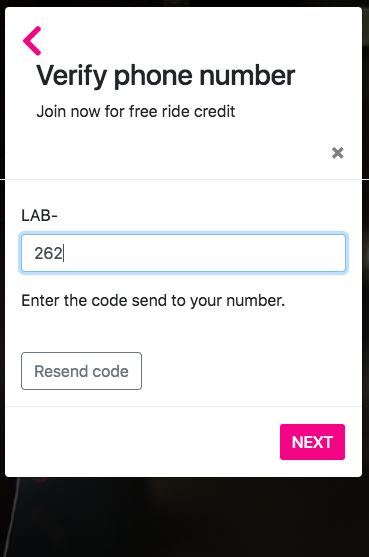 Verify phone number
Join now for free ride credit
LAB-
262
Enter the code send to your number.
Resend code
NEXT